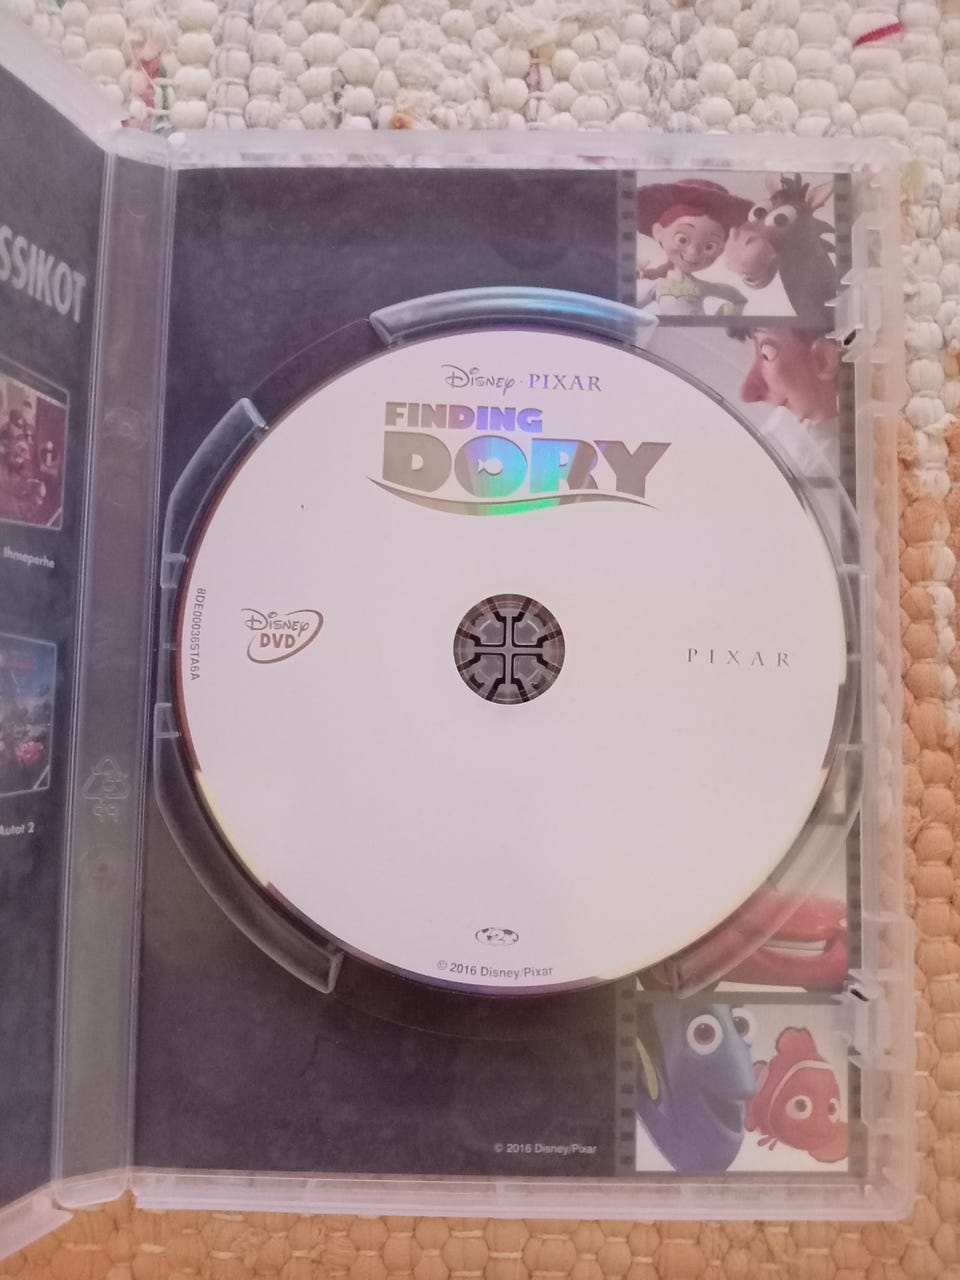 SSIKOT
Ihmeperhe
Autot 2
PP
DISNEY · PIXAR
FINDING
DORY
DISNEY
DVD
8DE00036STA6A
PIXAR
2
© 2016 Disney/Pixar
© 2016 Disney/Pixar